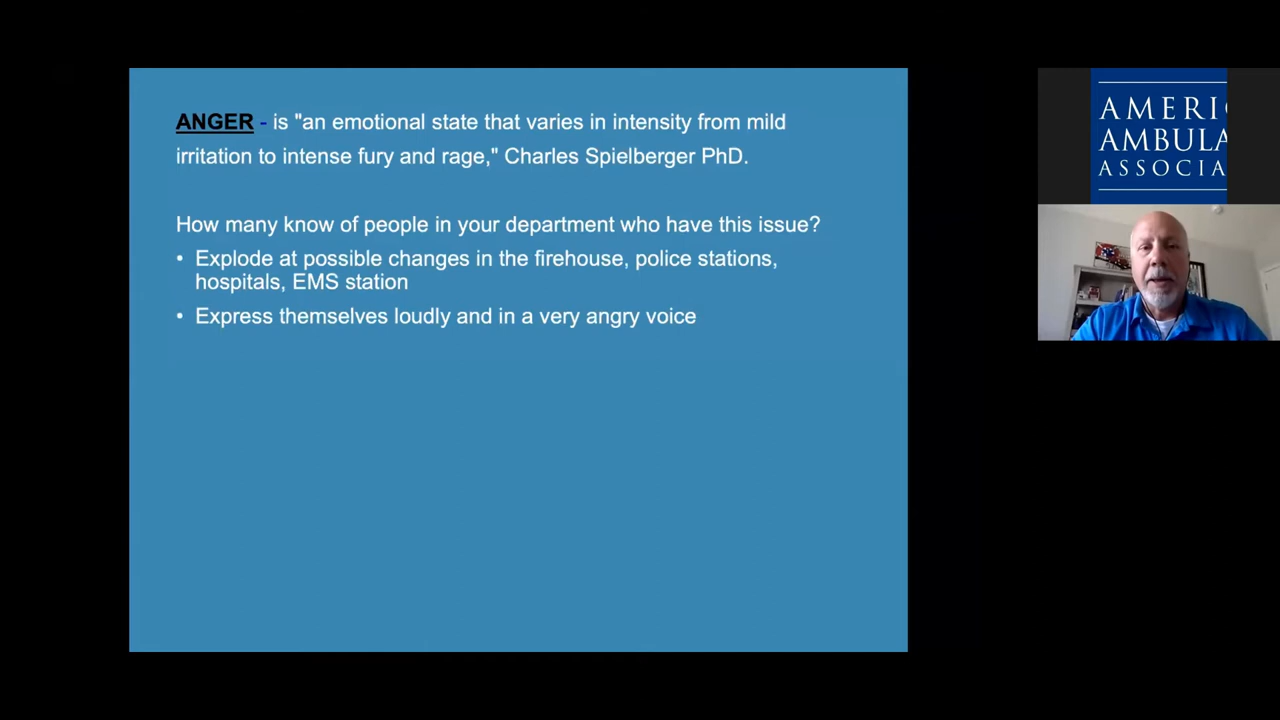 ANGER - is "an emotional state that varies in intensity from mild
irritation to intense fury and rage," Charles Spielberger PhD.
How many know of people in your department who have this issue?
• Explode at possible changes in the firehouse, police stations,
hospitals, EMS station
• Express themselves loudly and in a very angry voice
AMERIC
AMBULA
ASSOCIA